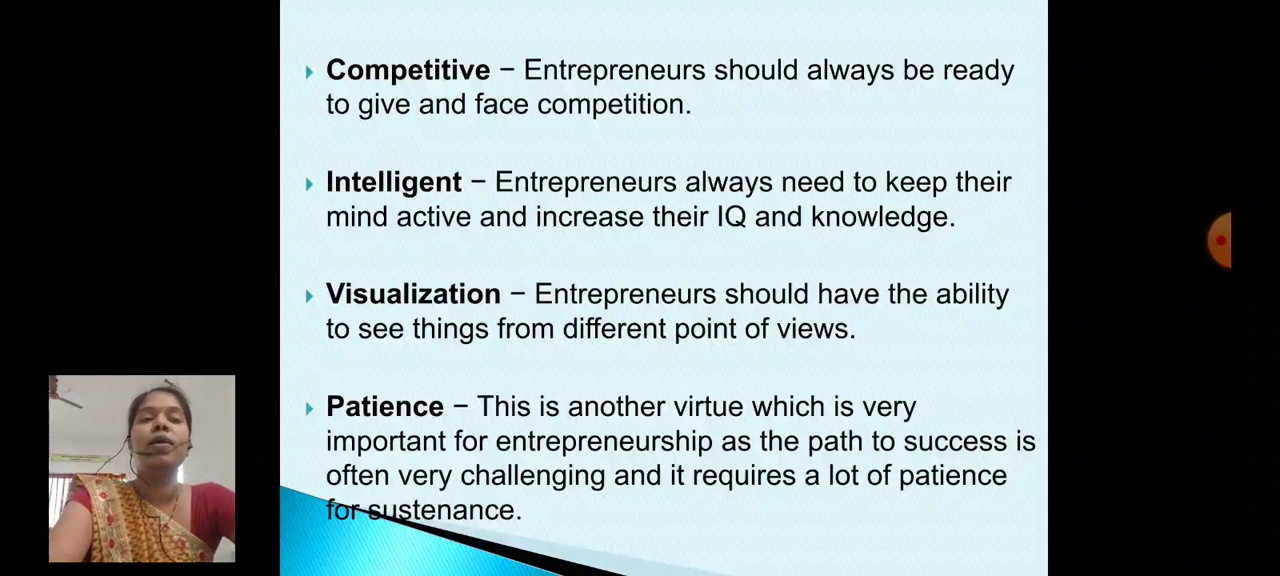 Competitive − Entrepreneurs should always be ready
to give and face competition.
Intelligent − Entrepreneurs always need to keep their
mind active and increase their IQ and knowledge.
Visualization − Entrepreneurs should have the ability
to see things from different point of views.
Patience − This is another virtue which is very
important for entrepreneurship as the path to success is
often very challenging and it requires a lot of patience
for sustenance.